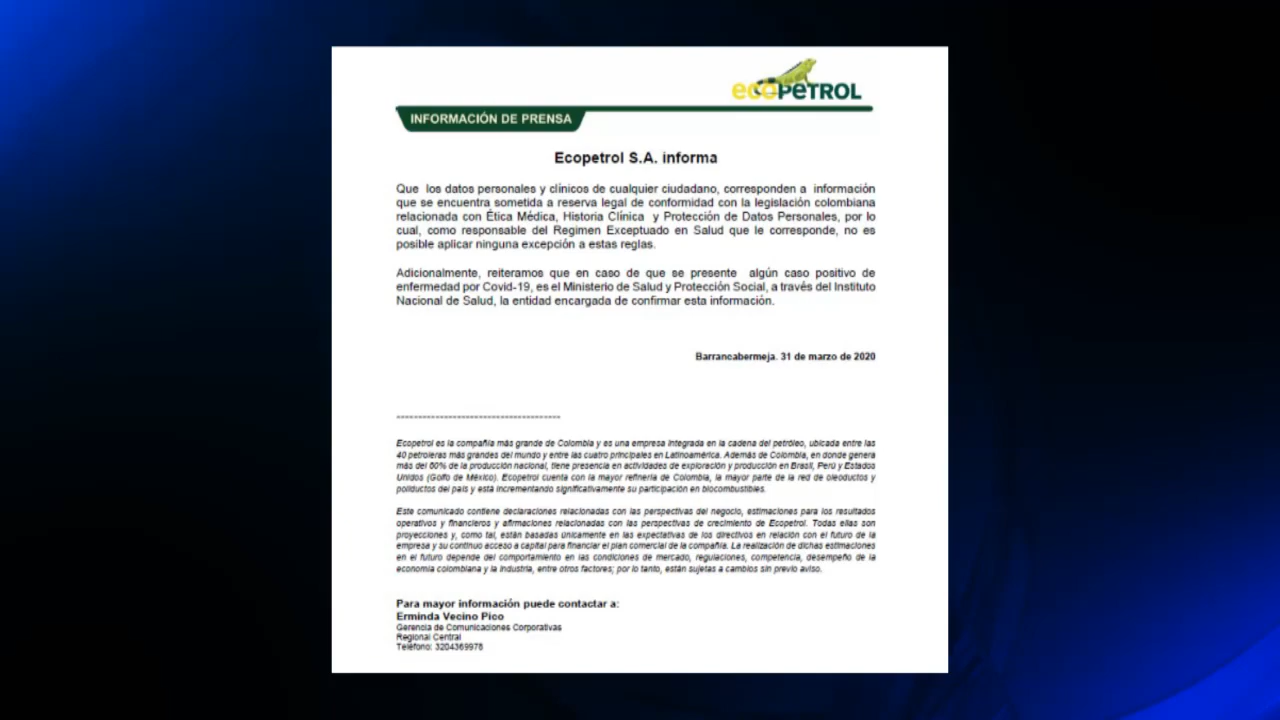 ecoPETROL
INFORMACIÓN DE PRENSA
Ecopetrol S.A. informa
Que los datos personales y clínicos de cualquier ciudadano, corresponden a información
que se encuentra sometida a reserva legal de conformidad con la legislación colombiana
relacionada con Ética Médica, Historia Clínica y Protección de Datos Personales, por lo
cual, como responsable del Regimen Exceptuado en Salud que le corresponde, no es
posible aplicar ninguna excepción a estas reglas.
Adicionalmente, reiteramos que en caso de que se presente algún caso positivo de
enfermedad por Covid-19, es el Ministerio de Salud y Protección Social, a través del Instituto
Nacional de Salud, la entidad encargada de confirmar esta información.
Barrancabermeja. 31 de marzo de 2020
--------------------------------------
Ecopetrol es la compañía más grande de Colombia y es una empresa integrada en la cadena del petróleo, ubicada entre las
40 petroleras más grandes del mundo y entre las cuatro principales en Latinoamérica. Además de Colombia, en donde genera
más del 60% de la producción nacional, tiene presencia en actividades de exploración y producción en Brasil, Perú y Estados
Unidos (Golfo de México). Ecopetrol cuenta con la mayor refinería de Colombia, la mayor parte de la red de oleoductos y
poliductos del país y está incrementando significativamente su participación en biocombustibles.
Este comunicado contiene declaraciones relacionadas con las perspectivas del negocio, estimaciones para los resultados
operativos y financieros y afirmaciones relacionadas con las perspectivas de crecimiento de Ecopetrol. Todas ellas son
proyecciones y, como tal, están basadas únicamente en las expectativas de los directivos en relación con el futuro de la
empresa y su continuo acceso a capital para financiar el plan comercial de la compañía. La realización de dichas estimaciones
en el futuro depende del comportamiento en las condiciones de mercado, regulaciones, competencia, desempeño de la
economía colombiana y la industria, entre otros factores; por lo tanto, están sujetas a cambios sin previo aviso.
Para mayor información puede contactar a:
Erminda Vecino Pico
Gerencia de Comunicaciones Corporativas
Regional Central
Teléfono: 3204369978